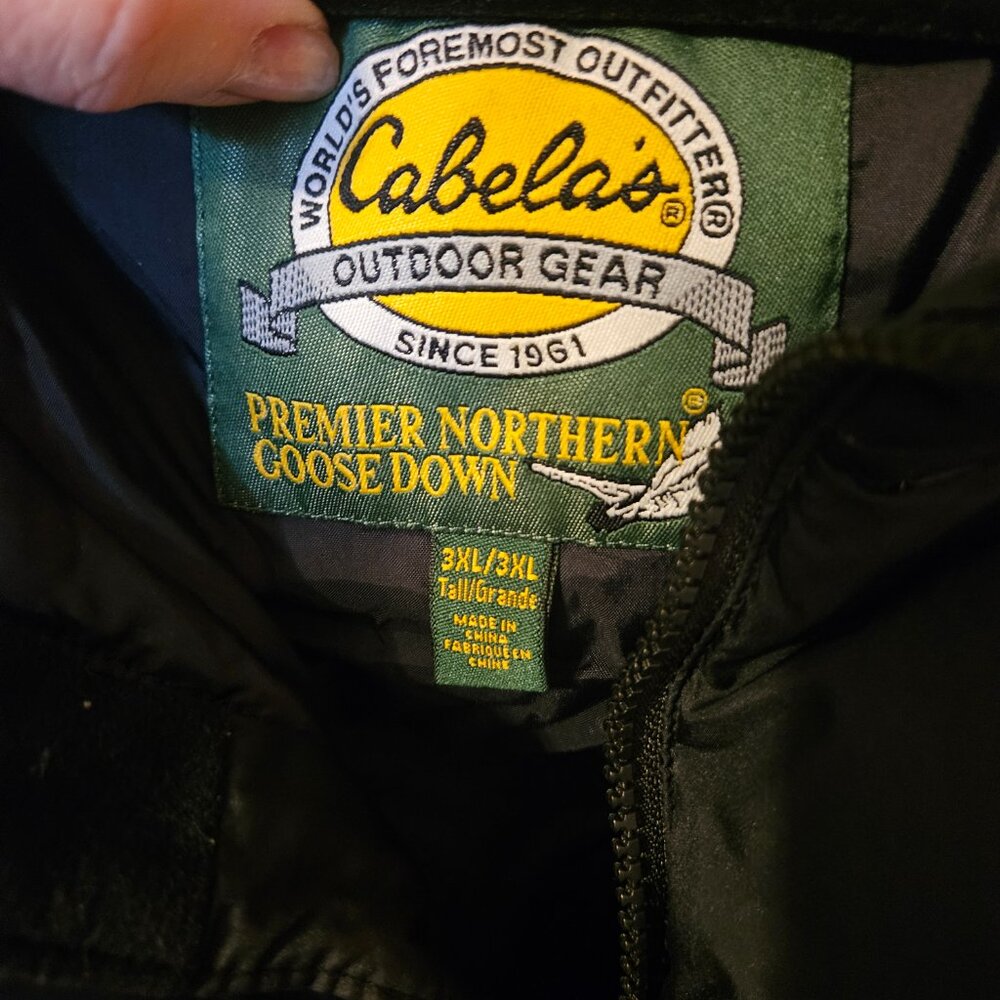 WORLD'S FOREMOST OUTFITTER®
Cabela's®
OUTDOOR GEAR
SINCE 1961
PREMIER NORTHERN®
GOOSE DOWN
3XL/3XL
Tall/Grande
MADE IN
CHINA
FABRIQUÉ EN
CHINE